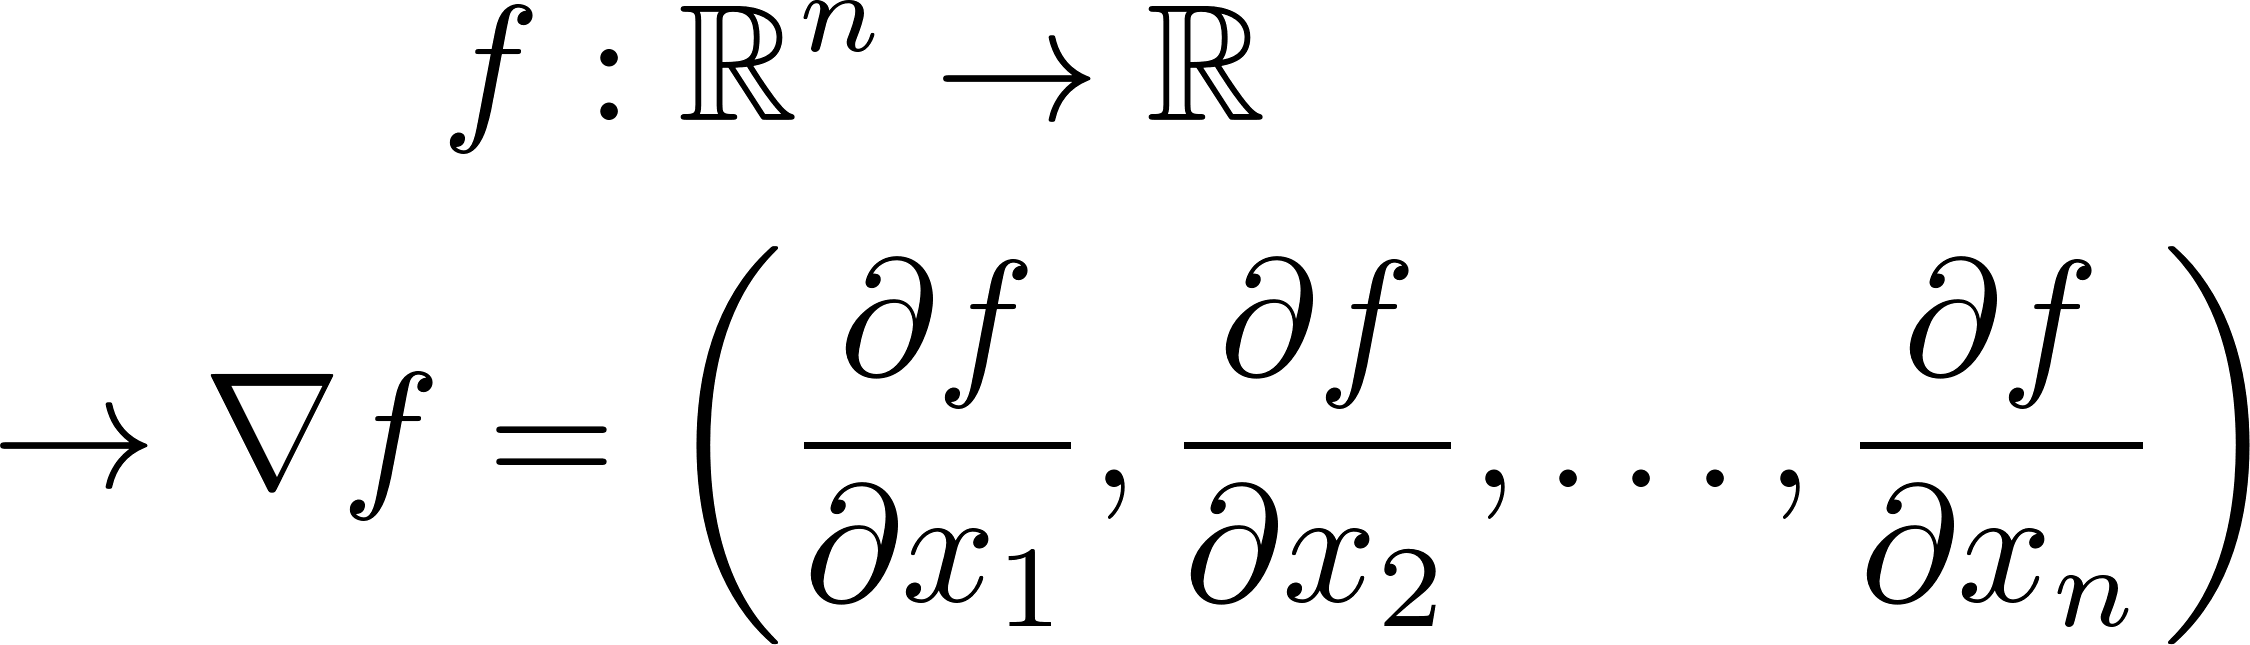 f : ℝⁿ → ℝ
→ ∇f = (∂f/∂x₁, ∂f/∂x₂, . . . , ∂f/∂xₙ)